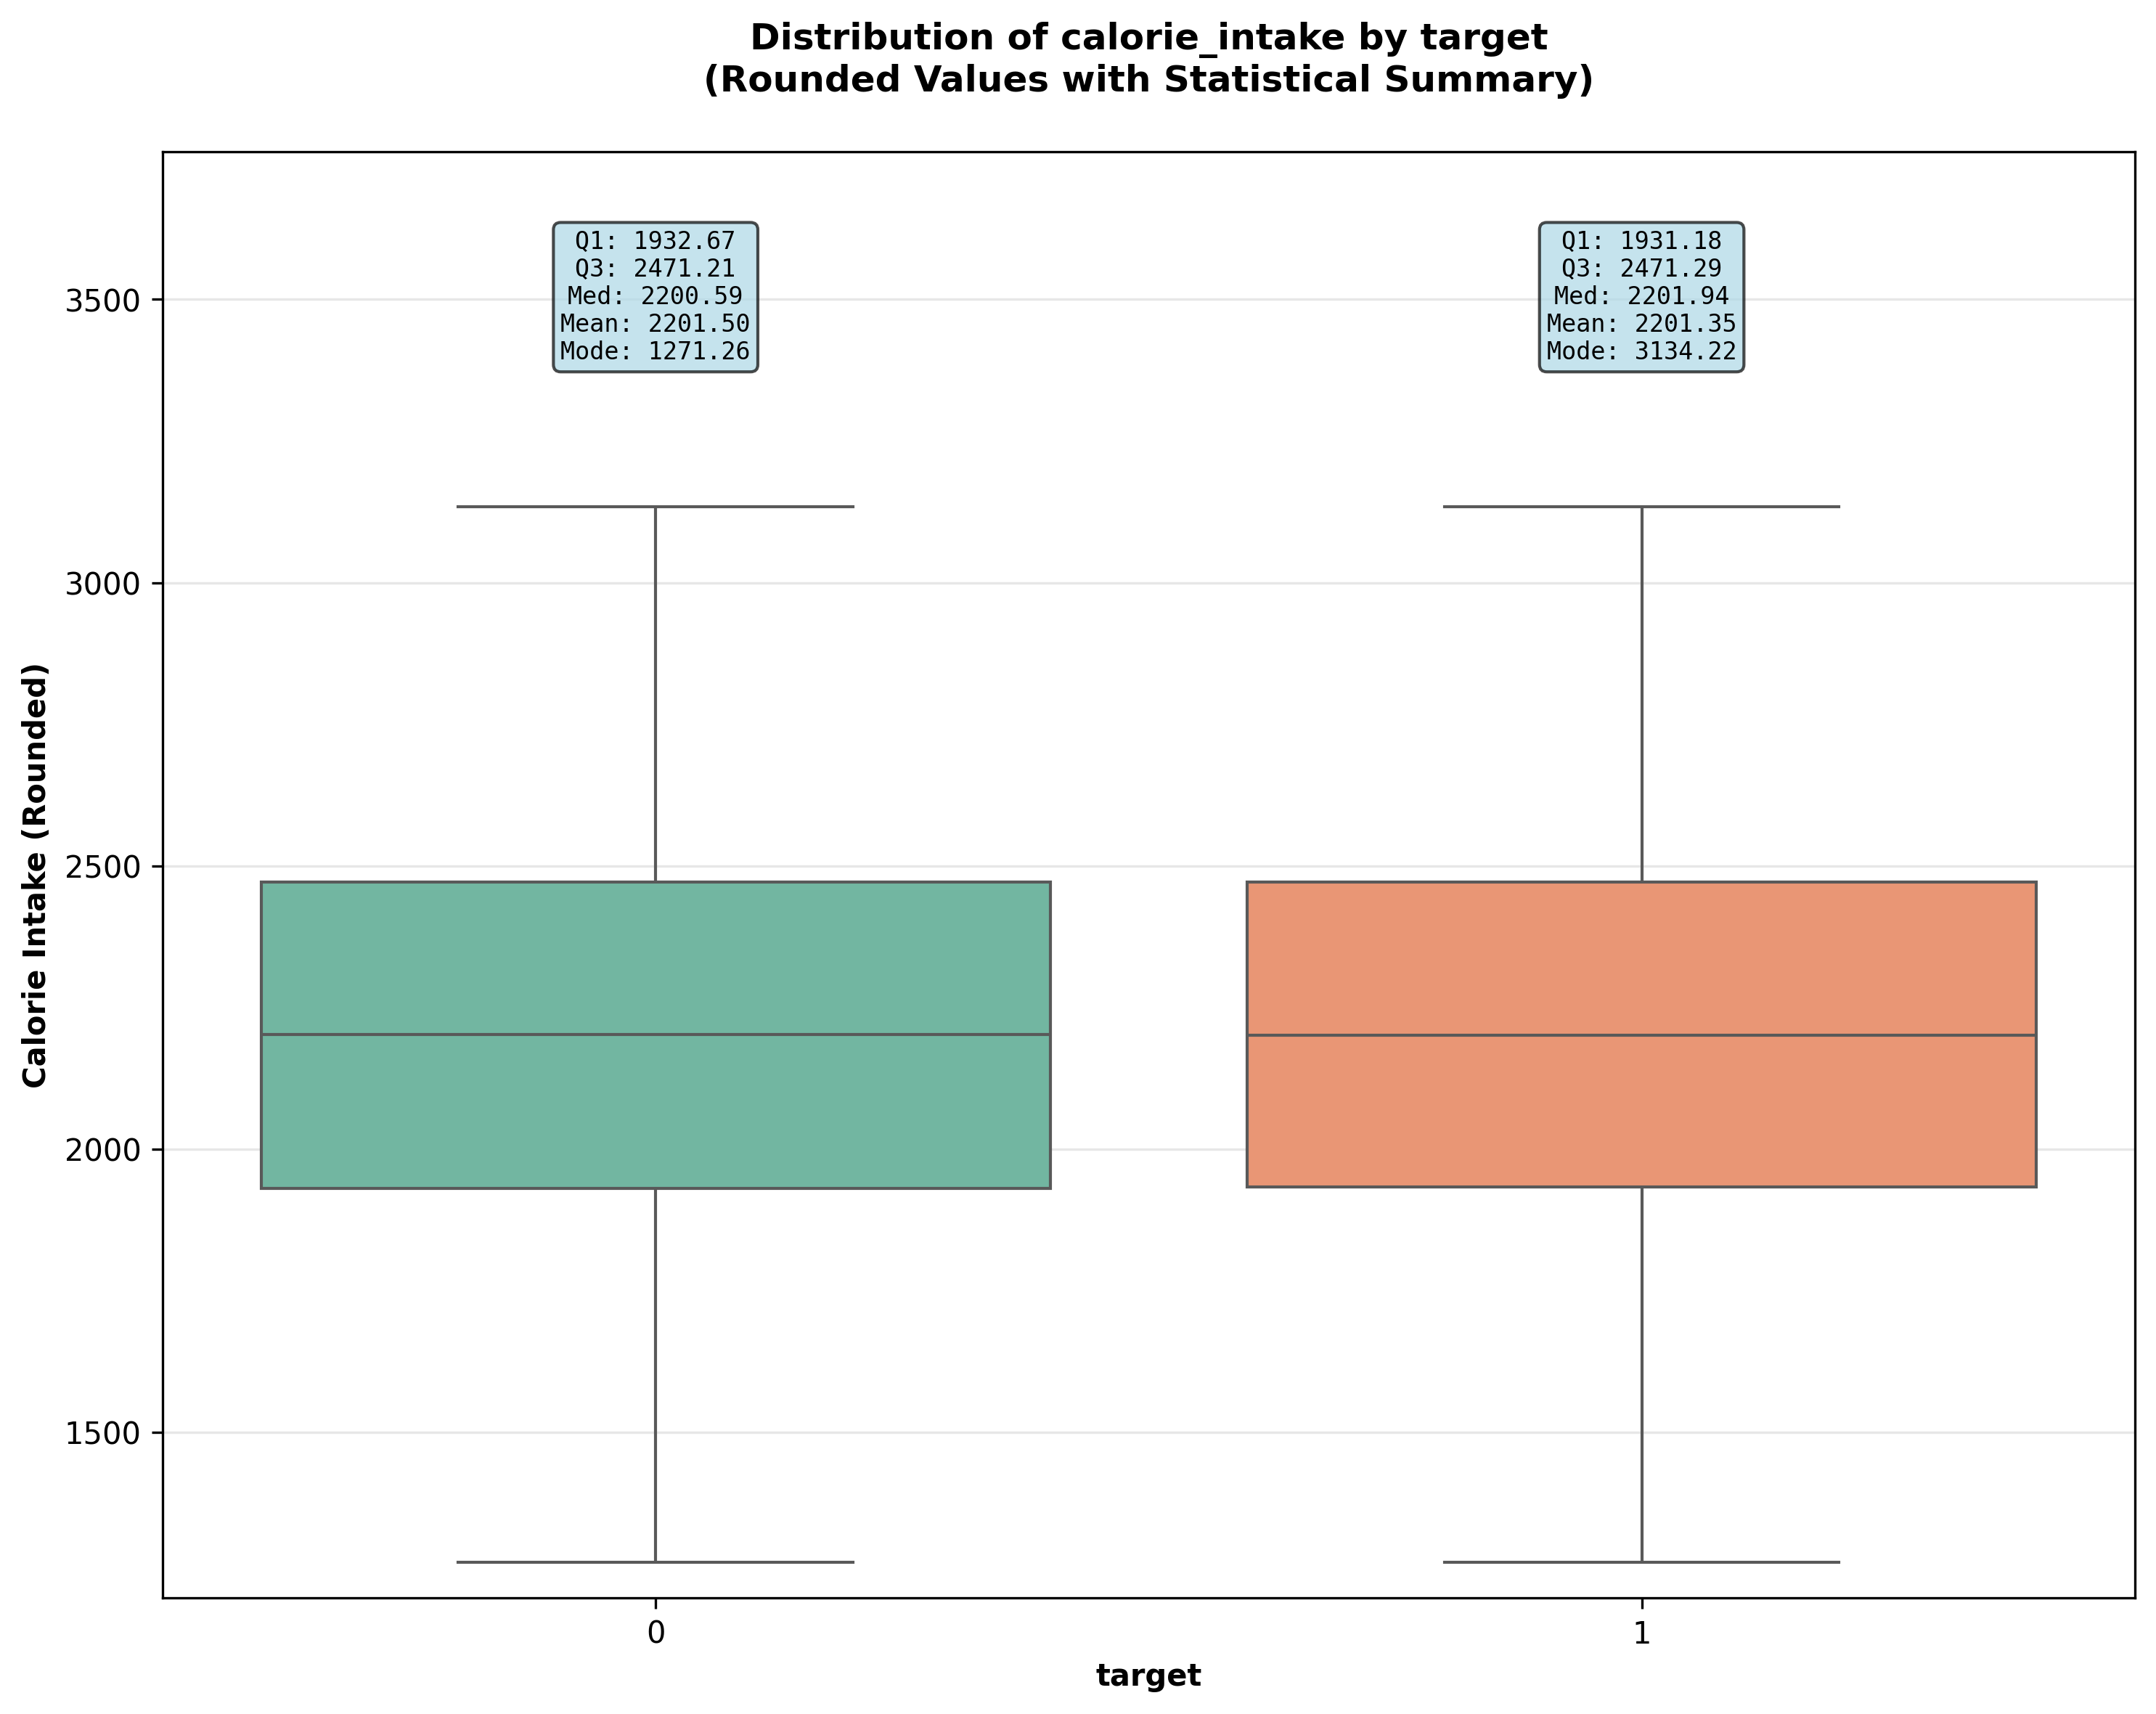 Distribution of calorie_intake by target
(Rounded Values with Statistical Summary)
Q1: 1932.67
Q3: 2471.21
Med: 2200.59
Mean: 2201.50
Mode: 1271.26
Q1: 1931.18
Q3: 2471.29
Med: 2201.94
Mean: 2201.35
Mode: 3134.22
Calorie Intake (Rounded)
3500
3000
2500
2000
1500
0
1
target